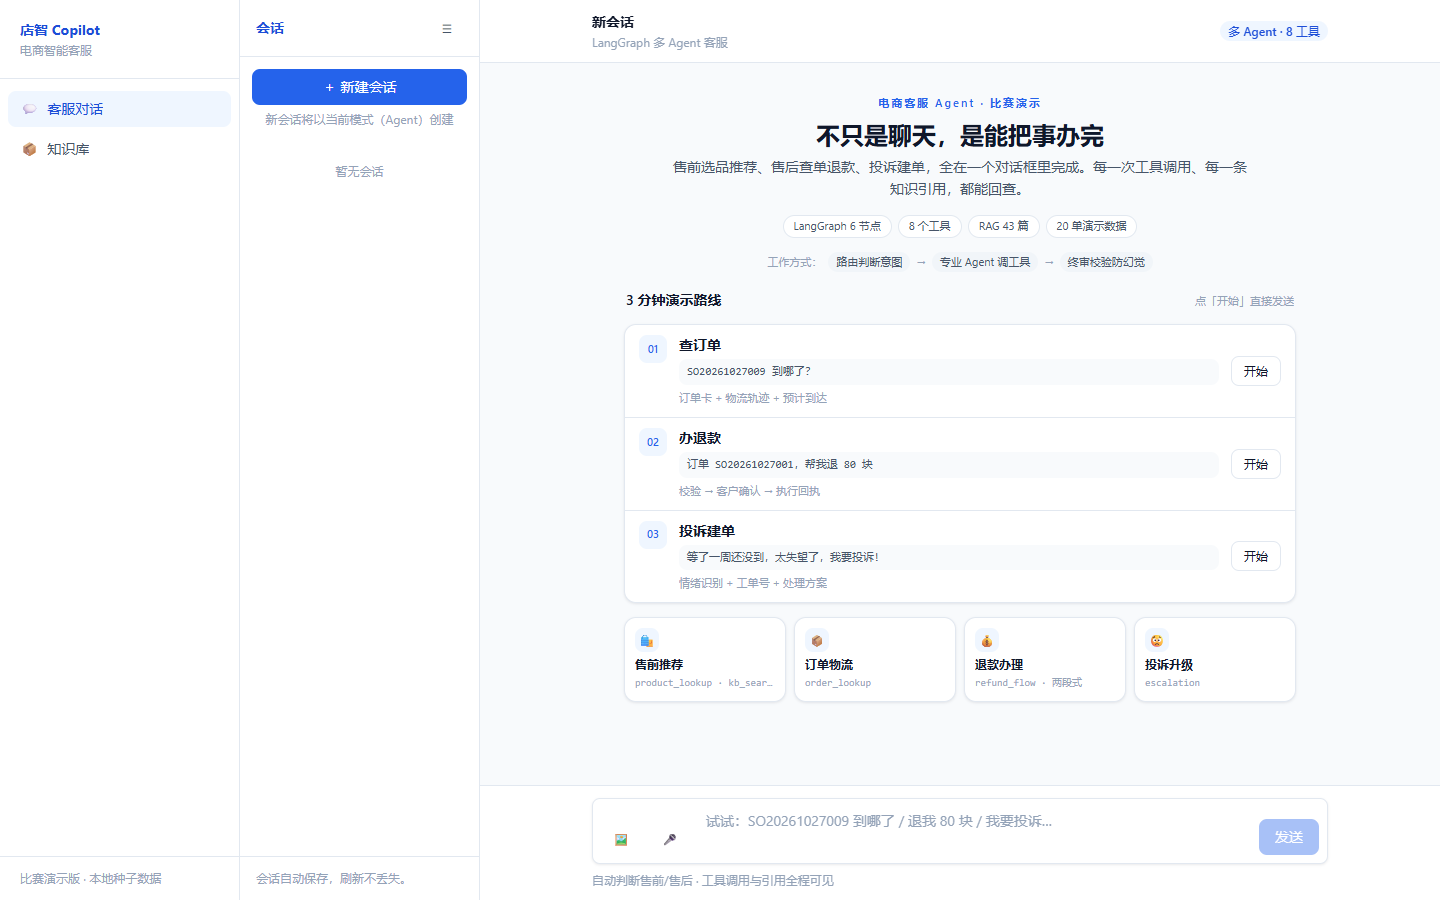 店智 Copilot
电商智能客服
客服对话
知识库
比赛演示版 · 本地种子数据
会话
☰
+ 新建会话
新会话将以当前模式（Agent）创建
暂无会话
会话自动保存，刷新不丢失。
新会话
LangGraph 多 Agent 客服
多 Agent · 8 工具
电商客服 Agent · 比赛演示
不只是聊天，是能把事办完
售前选品推荐、售后查单退款、投诉建单，全在一个对话框里完成。每一次工具调用、每一条
知识引用，都能回查。
LangGraph 6 节点 8 个工具 RAG 43 篇 20 单演示数据
工作方式： 路由判断意图 → 专业 Agent 调工具 → 终审校验防幻觉
3 分钟演示路线 点「开始」直接发送
01 查订单
SO20261027009 到哪了？
开始
订单卡 + 物流轨迹 + 预计到达
02 办退款
订单 SO20261027001，帮我退 80 块
开始
校验 → 客户确认 → 执行回执
03 投诉建单
等了一周还没到，太失望了，我要投诉！
开始
情绪识别 + 工单号 + 处理方案
售前推荐
product_lookup · kb_sear…
订单物流
order_lookup
退款办理
refund_flow · 两段式
投诉升级
escalation
试试：SO20261027009 到哪了 / 退我 80 块 / 我要投诉...
发送
自动判断售前/售后 · 工具调用与引用全程可见